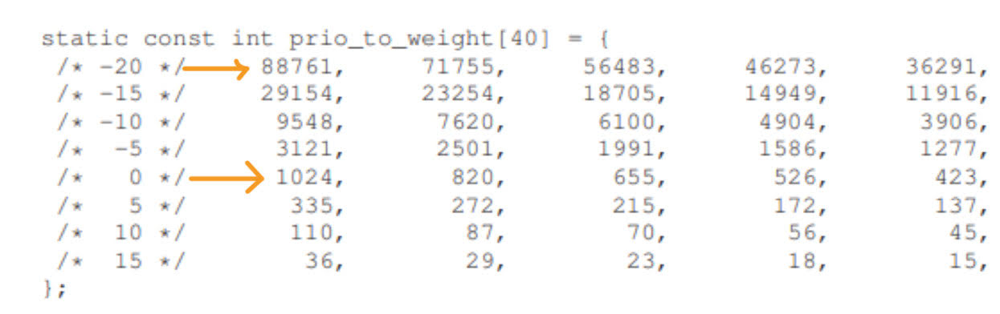 static const int prio_to_weight[40] = {
/* -20 */ 88761, 71755, 56483, 46273, 36291,
/* -15 */ 29154, 23254, 18705, 14949, 11916,
/* -10 */ 9548, 7620, 6100, 4904, 3906,
/* -5 */ 3121, 2501, 1991, 1586, 1277,
/* 0 */ 1024, 820, 655, 526, 423,
/* 5 */ 335, 272, 215, 172, 137,
/* 10 */ 110, 87, 70, 56, 45,
/* 15 */ 36, 29, 23, 18, 15,
};